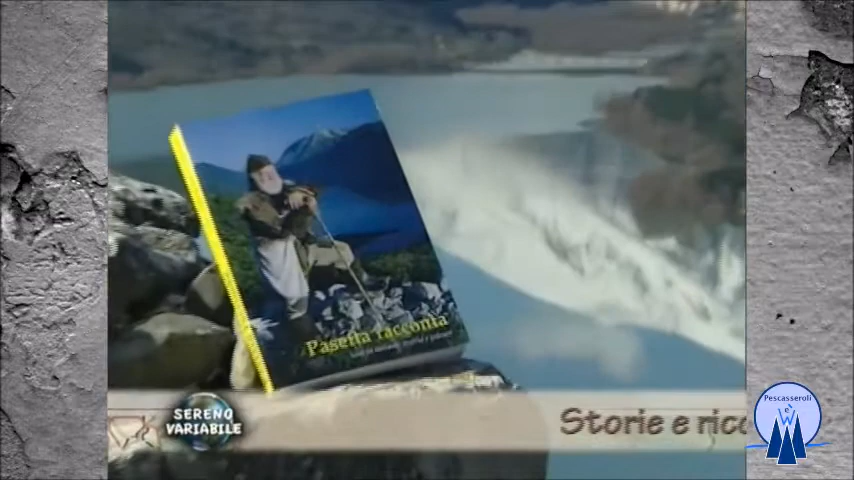 Pasetta racconta
SERENO
VARIABILE
Storie e rico
Pescasseroli
è
W